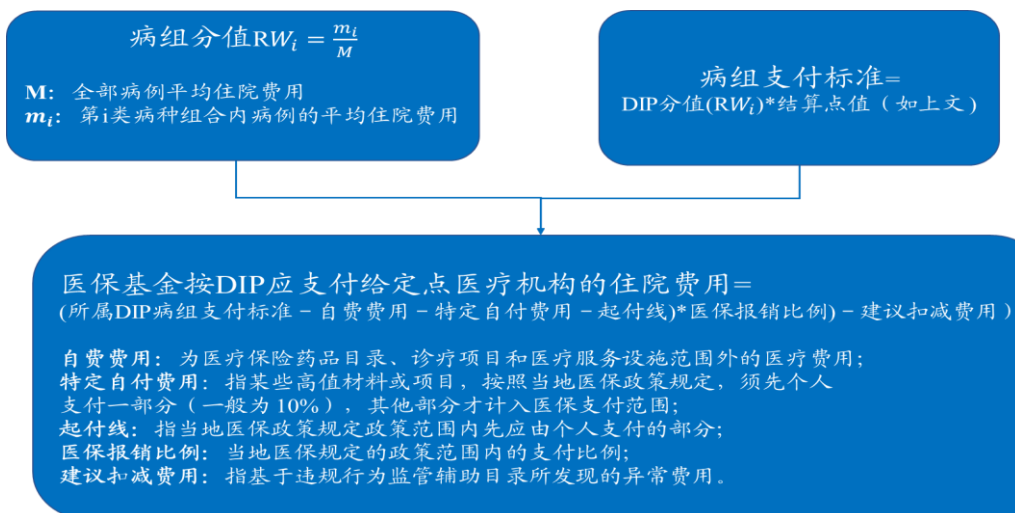 病组分值RWᵢ = mᵢ/M
M: 全部病例平均住院费用
mᵢ: 第i类病种组合内病例的平均住院费用
病组支付标准=
DIP分值(RWᵢ)*结算点值（如上文）
医保基金按DIP应支付给定点医疗机构的住院费用=
(所属DIP病组支付标准－自费费用－特定自付费用－起付线)*医保报销比例)－建议扣减费用）
自费费用：为医疗保险药品目录、诊疗项目和医疗服务设施范围外的医疗费用；
特定自付费用：指某些高值材料或项目，按照当地医保政策规定，须先个人
支付一部分（一般为10%），其他部分才计入医保支付范围；
起付线：指当地医保政策规定政策范围内先应由个人支付的部分；
医保报销比例：当地医保规定的政策范围内的支付比例；
建议扣减费用：指基于违规行为监管辅助目录所发现的异常费用。